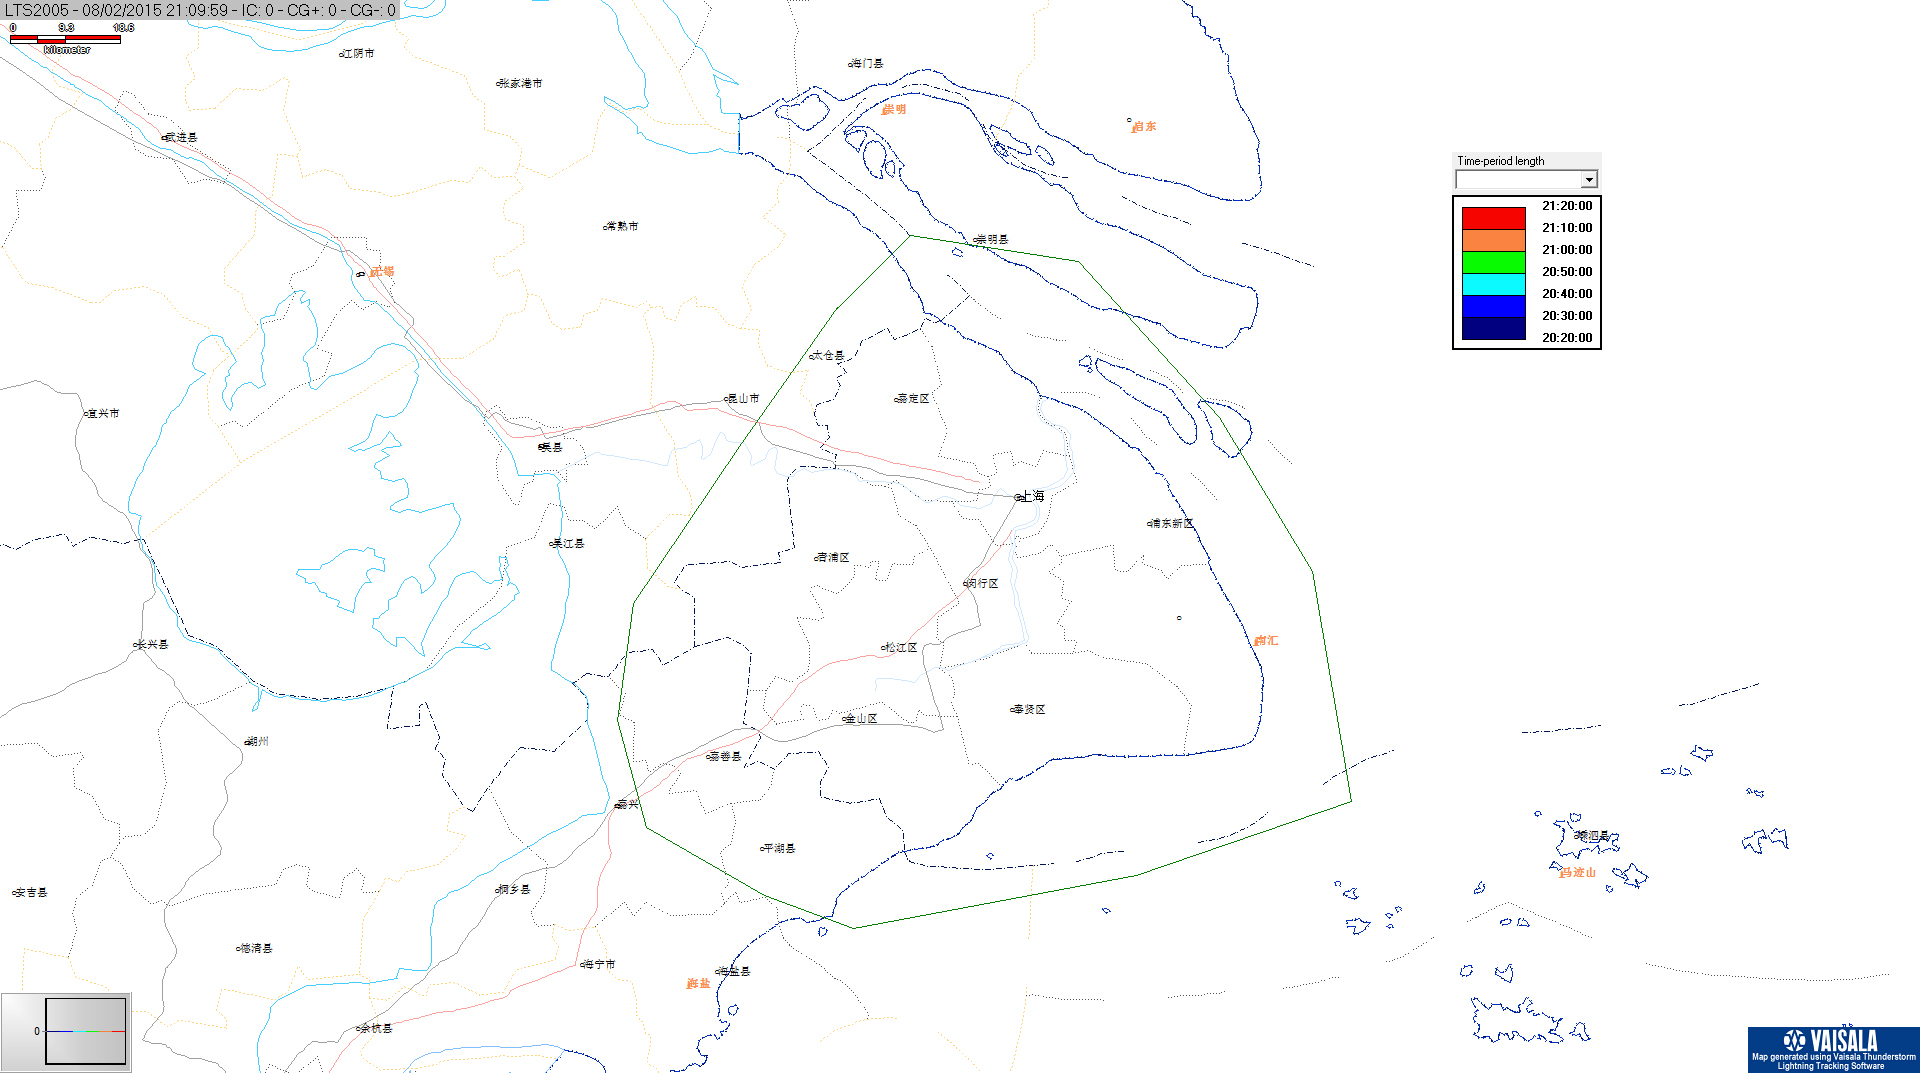 LTS2005 - 08/02/2015 21:09:59 - IC: 0 - CG+: 0 - CG-: 0
0 9.3 18.6
kilometer
江阴市
海门县
张家港市
崇明
启东
武进县
Time-period length
21:20:00
21:10:00
21:00:00
20:50:00
20:40:00
20:30:00
20:20:00
常熟市
崇明县
无锡
太仓县
昆山市
嘉定区
宜兴市
吴县
上海
浦东新区
吴江县
青浦区
闵行区
长兴县
松江区
南汇
奉贤区
金山区
湖州
嘉善县
嘉兴
嵊泗县
平湖县
马迹山
桐乡县
安吉县
德清县
海宁市
海盐县
海盐
余杭县
0
VAISALA
Map generated using Vaisala Thunderstorm
Lightning Tracking Software